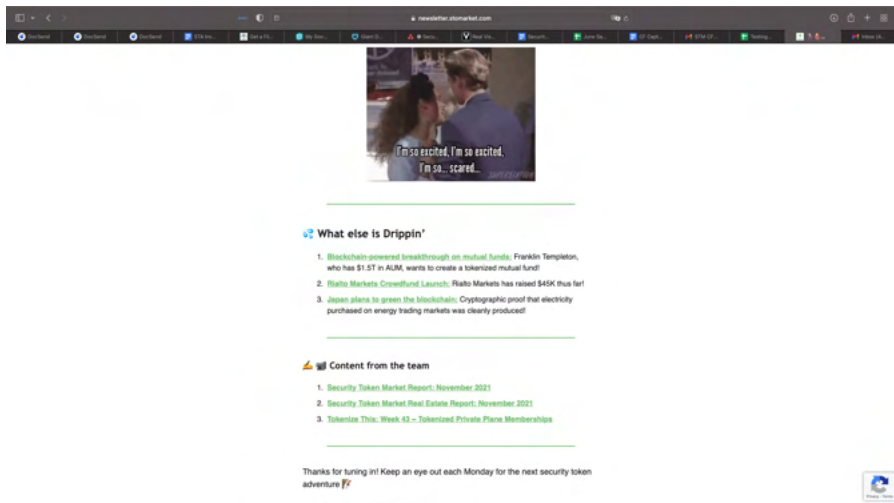 newsletter.stomarket.com
DocSend
DocSend
DocSend
I'm so excited, I'm so excited,
I'm so... scared...
What else is Drippin'
1. Blockchain-powered breakthrough on mutual funds: Franklin Templeton,
who has $1.5T in AUM, wants to create a tokenized mutual fund!
2. Rialto Markets Crowdfund Launch: Rialto Markets has raised $45K thus far!
3. Japan plans to green the blockchain: Cryptographic proof that electricity
purchased on energy trading markets was cleanly produced!
Content from the team
1. Security Token Market Report: November 2021
2. Security Token Market Real Estate Report: November 2021
3. Tokenize This: Week 43 – Tokenized Private Plane Memberships
Thanks for tuning in! Keep an eye out each Monday for the next security token
adventure